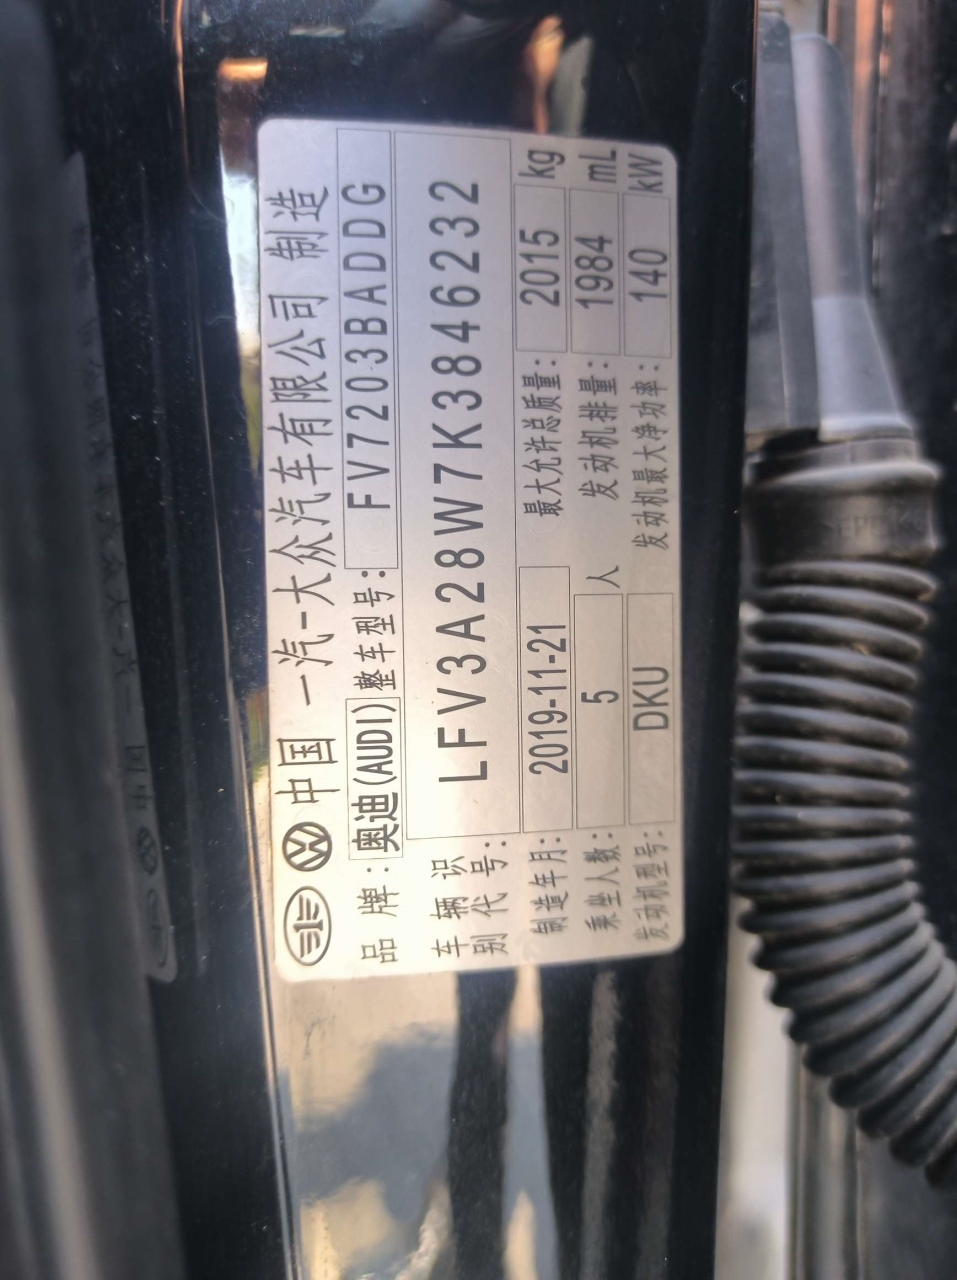 中国 一汽-大众汽车有限公司 制造
品 牌: 奥迪(AUDI) 整车型号: FV7203BADDG
车辆识别代号: LFV3A28W7K3846232
制造年月: 2019-11-21 最大允许总质量: 2015 kg
乘坐人数: 5 人 发动机排量: 1984 mL
发动机型号: DKU 发动机最大净功率: 140 kW